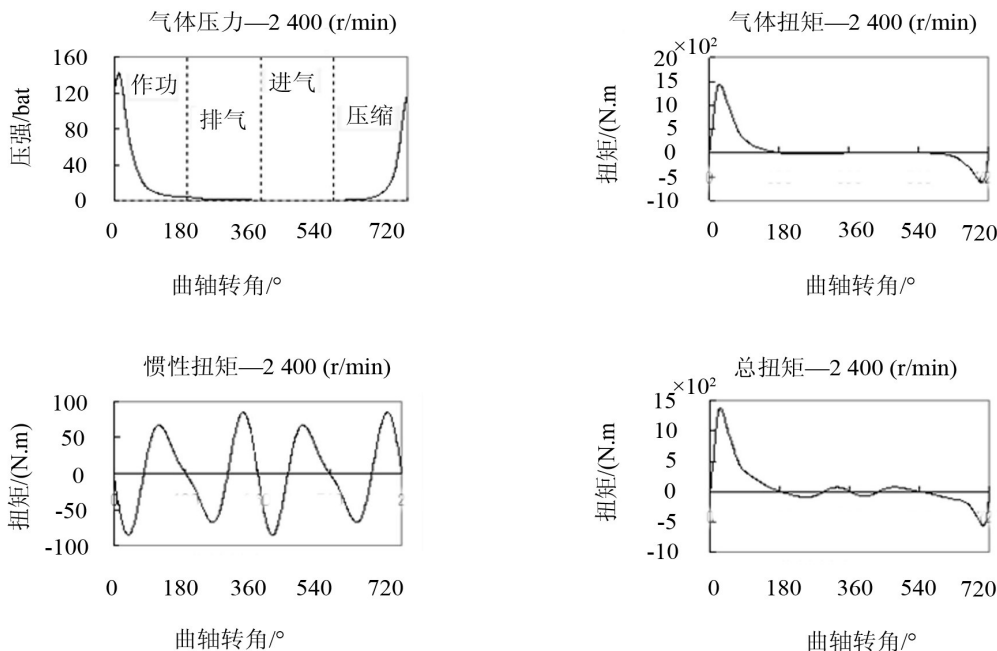 气体压力—2 400 (r/min)
160
120
80
40
0
压强/bat
作功
排气
进气
压缩
0 180 360 540 720
曲轴转角/°
气体扭矩—2 400 (r/min)
×10²
20
15
10
5
0
-5
-10
扭矩/(N.m
0 180 360 540 720
曲轴转角/°
惯性扭矩—2 400 (r/min)
100
50
0
-50
-100
扭矩/(N.m)
0 180 360 540 720
曲轴转角/°
总扭矩—2 400 (r/min)
×10²
15
10
5
0
-5
-10
扭矩/(N.m
0 180 360 540 720
曲轴转角/°